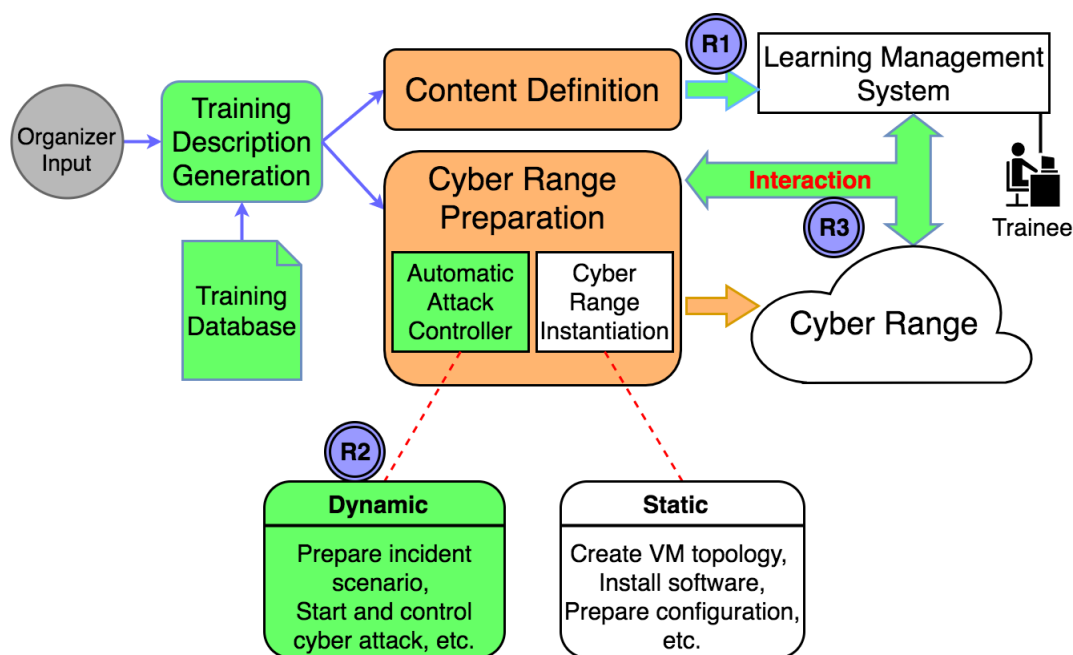 Organizer
Input
Training
Description
Generation
Training
Database
Content Definition
R1
Learning Management
System
Cyber Range
Preparation
Automatic
Attack
Controller
Cyber
Range
Instantiation
Interaction
R3
Trainee
Cyber Range
R2
Dynamic
Prepare incident
scenario,
Start and control
cyber attack, etc.
Static
Create VM topology,
Install software,
Prepare configuration,
etc.